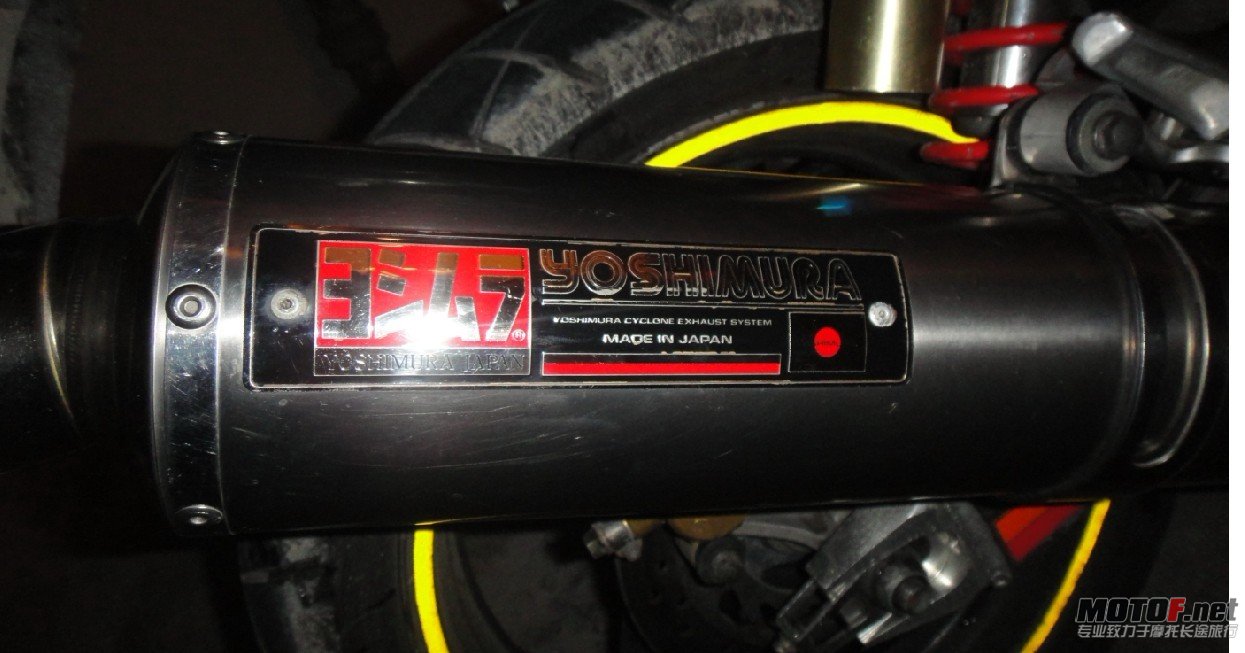 ヨシムラ
®
YOSHIMURA JAPAN
YOSHIMURA
YOSHIMURA CYCLONE EXHAUST SYSTEM
MADE IN JAPAN
MOTOF.net
专业致力于摩托长途旅行